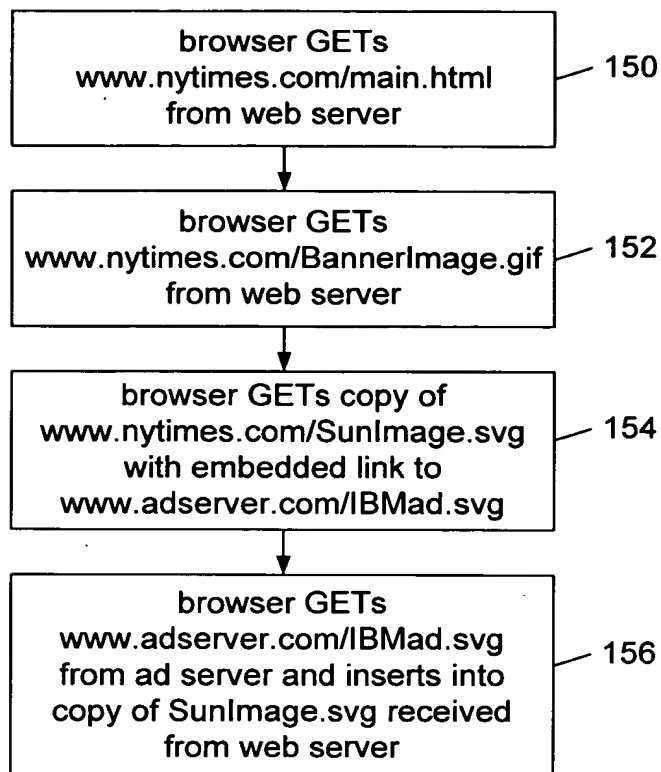 browser GETs
www.nytimes.com/main.html
from web server
150
browser GETs
www.nytimes.com/BannerImage.gif
from web server
152
browser GETs copy of
www.nytimes.com/SunImage.svg
with embedded link to
www.adserver.com/IBMad.svg
154
browser GETs
www.adserver.com/IBMad.svg
from ad server and inserts into
copy of SunImage.svg received
from web server
156